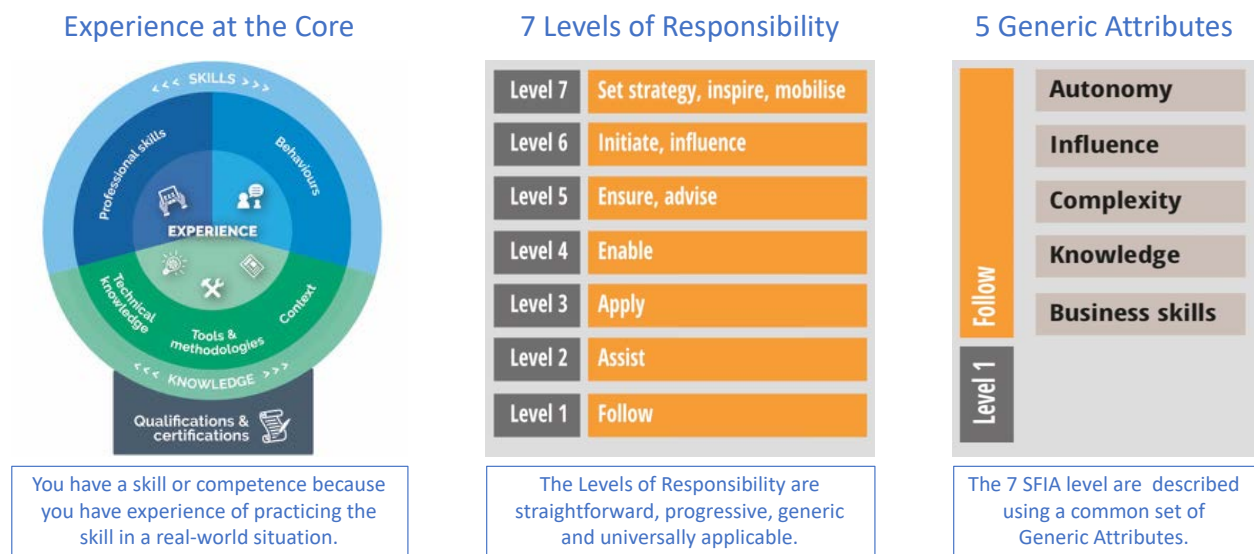 Experience at the Core
<<< SKILLS >>>
Professional skills
Behaviours
EXPERIENCE
Technical
knowledge
Tools &
methodologies
Context
<<< KNOWLEDGE >>>
Qualifications &
certifications
You have a skill or competence because
you have experience of practicing the
skill in a real-world situation.
7 Levels of Responsibility
Level 7 Set strategy, inspire, mobilise
Level 6 Initiate, influence
Level 5 Ensure, advise
Level 4 Enable
Level 3 Apply
Level 2 Assist
Level 1 Follow
The Levels of Responsibility are
straightforward, progressive, generic
and universally applicable.
5 Generic Attributes
Autonomy
Influence
Complexity
Knowledge
Business skills
Follow
Level 1
The 7 SFIA level are described
using a common set of
Generic Attributes.